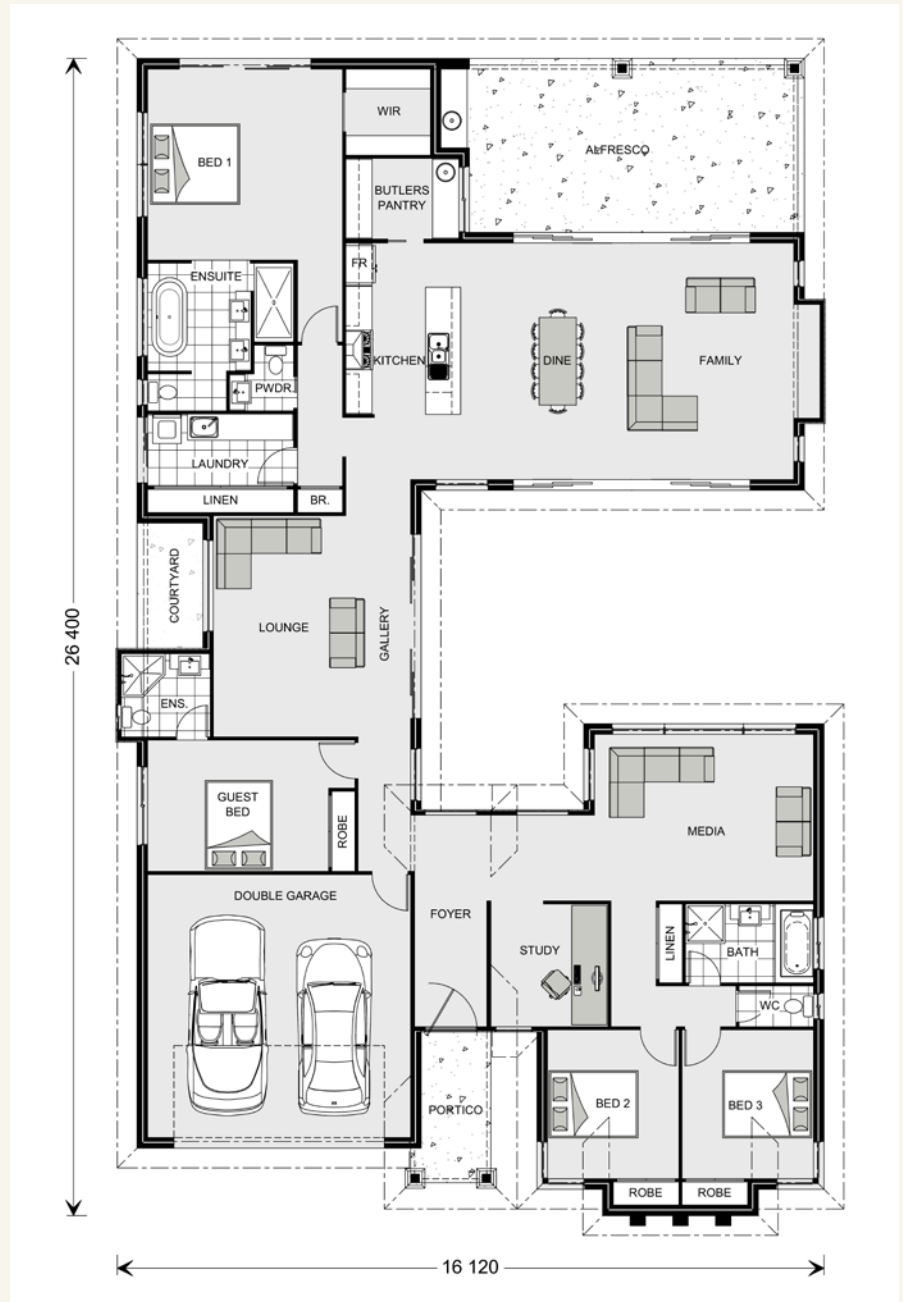 WIR
BED 1
ALFRESCO
BUTLERS
PANTRY
FR
ENSUITE
KITCHEN
DINE
FAMILY
PWDR.
LAUNDRY
LINEN
BR.
COURTYARD
LOUNGE
GALLERY
26 400
ENS.
GUEST
BED
ROBE
MEDIA
DOUBLE GARAGE
FOYER
STUDY
LINEN
BATH
WC
PORTICO
BED 2
BED 3
ROBE
ROBE
16 120